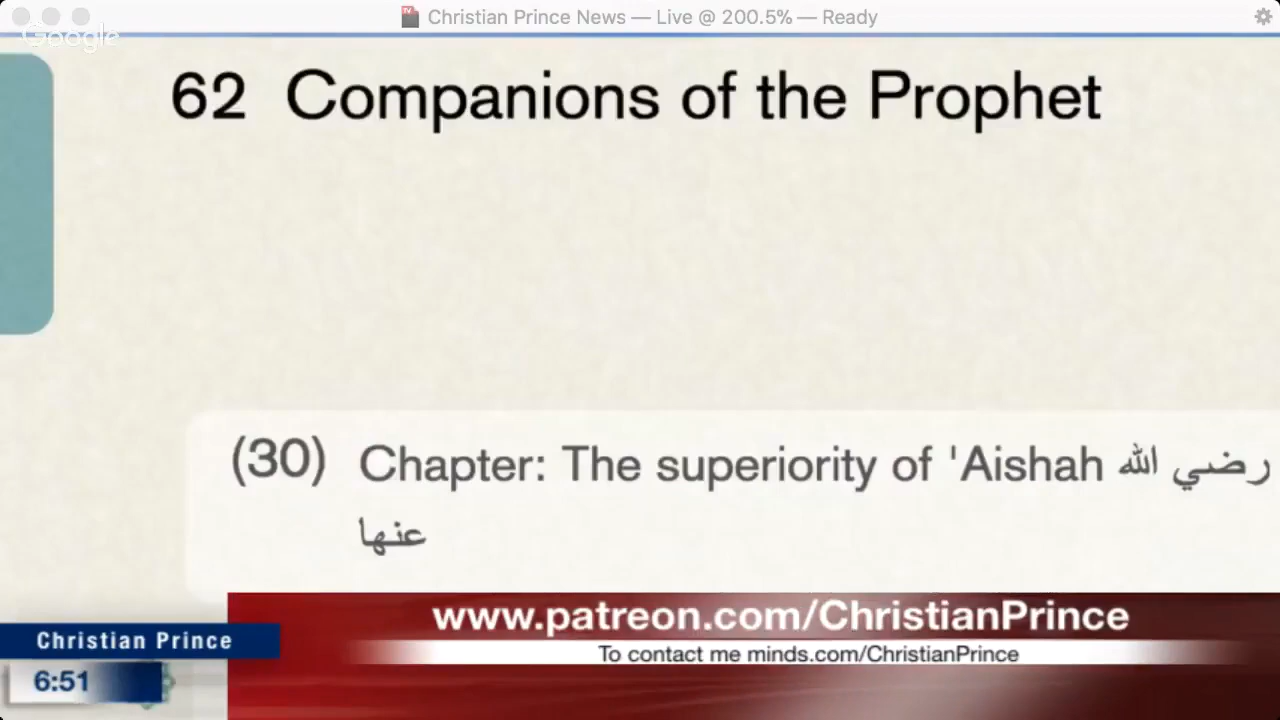 Christian Prince News — Live @ 200.5% — Ready
Google
62 Companions of the Prophet
(30) Chapter: The superiority of 'Aishah رضي الله
عنها
www.patreon.com/ChristianPrince
Christian Prince
To contact me minds.com/ChristianPrince
6:51